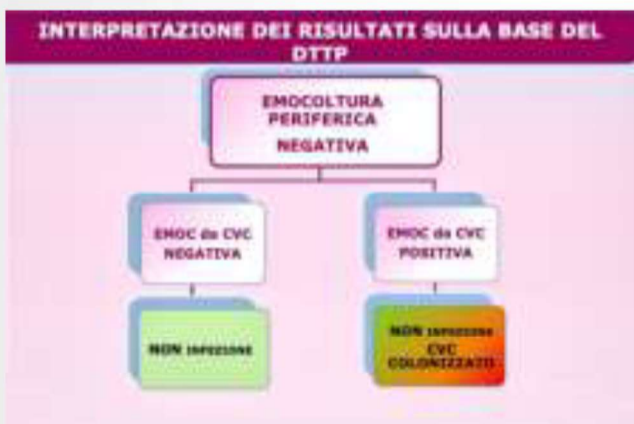 INTERPRETAZIONE DEI RISULTATI SULLA BASE DEL
DTTP
EMOCOLTURA
PERIFERICA
NEGATIVA
EMOC da CVC
NEGATIVA
EMOC da CVC
POSITIVA
NON INFEZIONE
NON INFEZIONE
CVC
COLONIZZATO